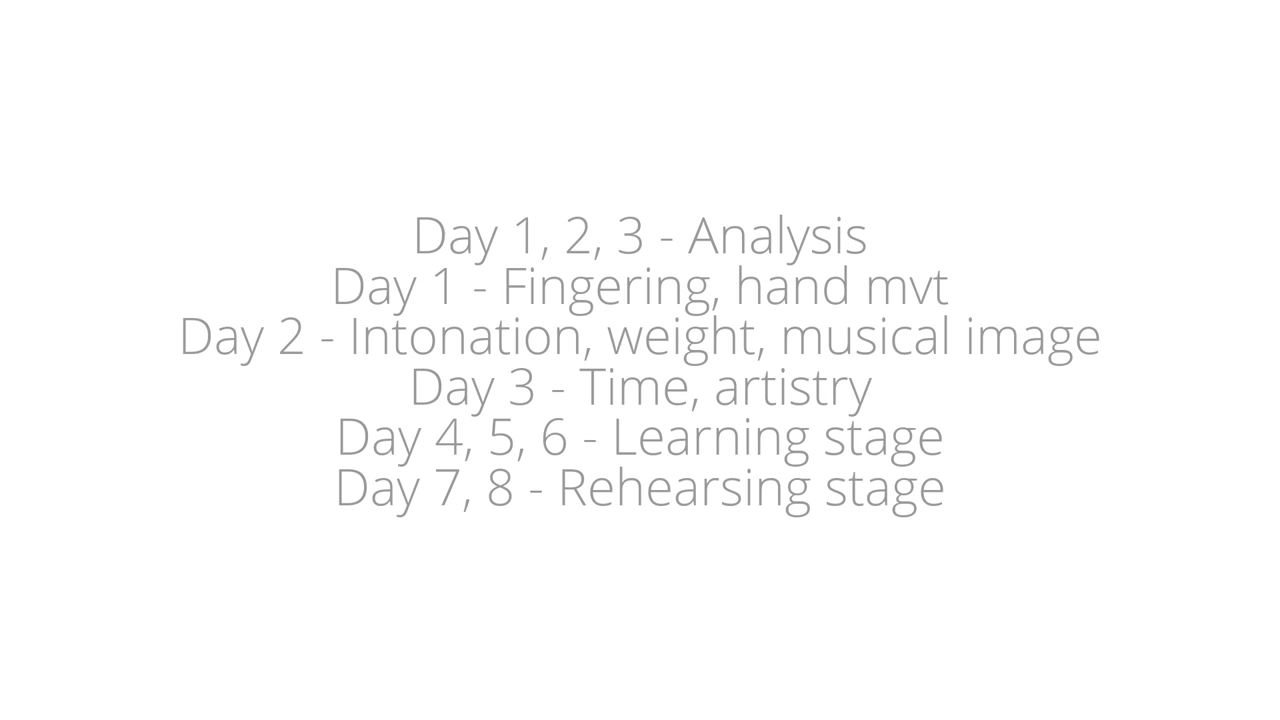 Day 1, 2, 3 - Analysis
Day 1 - Fingering, hand mvt
Day 2 - Intonation, weight, musical image
Day 3 - Time, artistry
Day 4, 5, 6 - Learning stage
Day 7, 8 - Rehearsing stage